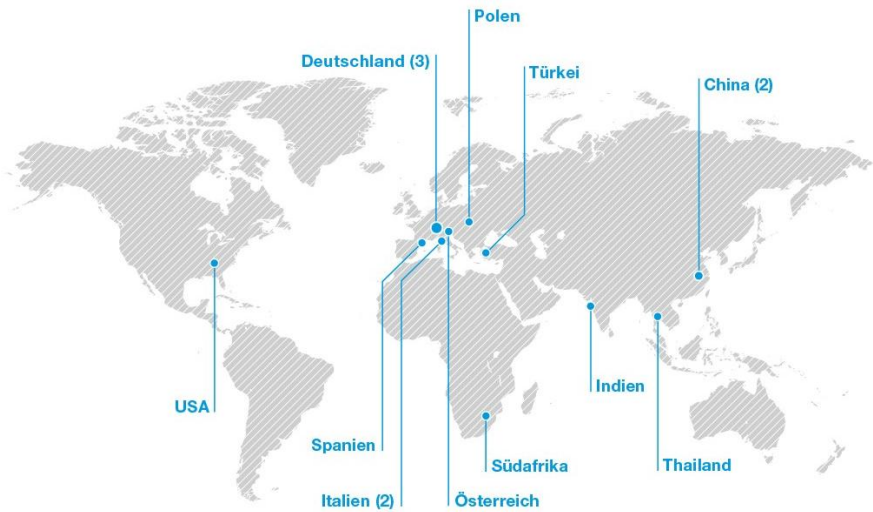 Polen
Deutschland (3)
Türkei
China (2)
Indien
USA
Spanien
Südafrika
Thailand
Italien (2)
Österreich